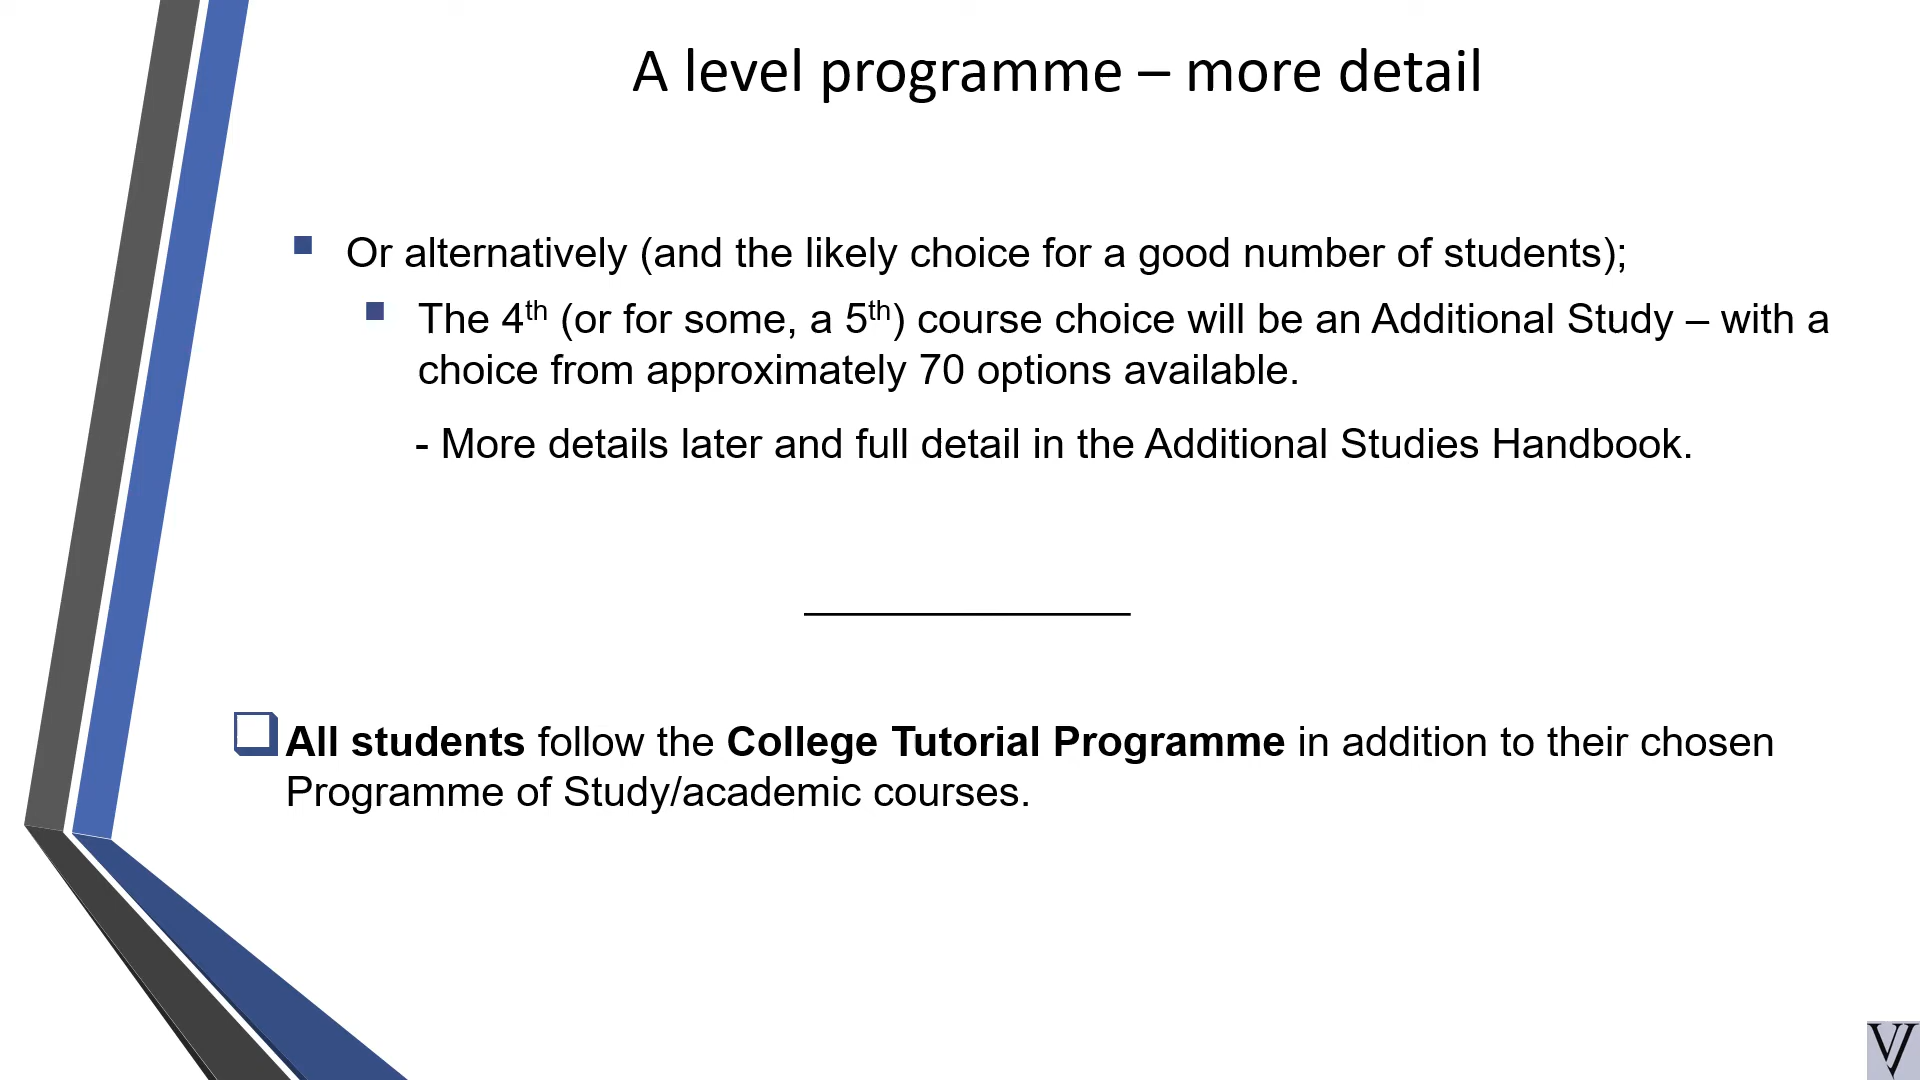 A level programme – more detail
Or alternatively (and the likely choice for a good number of students);
The 4th (or for some, a 5th) course choice will be an Additional Study – with a
choice from approximately 70 options available.
- More details later and full detail in the Additional Studies Handbook.
All students follow the College Tutorial Programme in addition to their chosen
Programme of Study/academic courses.